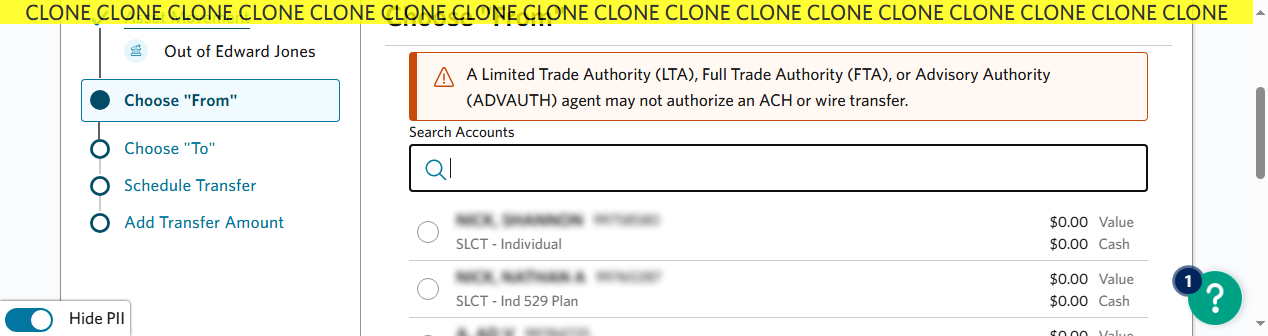 CLONE CLONE CLONE CLONE CLONE CLONE CLONE CLONE CLONE CLONE CLONE CLONE CLONE CLONE CLONE CLONE CLONE
Out of Edward Jones
Choose "From"
Choose "To"
Schedule Transfer
Add Transfer Amount
Hide PII
Choose "From"
A Limited Trade Authority (LTA), Full Trade Authority (FTA), or Advisory Authority
(ADVAUTH) agent may not authorize an ACH or wire transfer.
Search Accounts
$0.00 Value
SLCT - Individual $0.00 Cash
$0.00 Value
SLCT - Ind 529 Plan $0.00 Cash
$0.00 Value
1
?